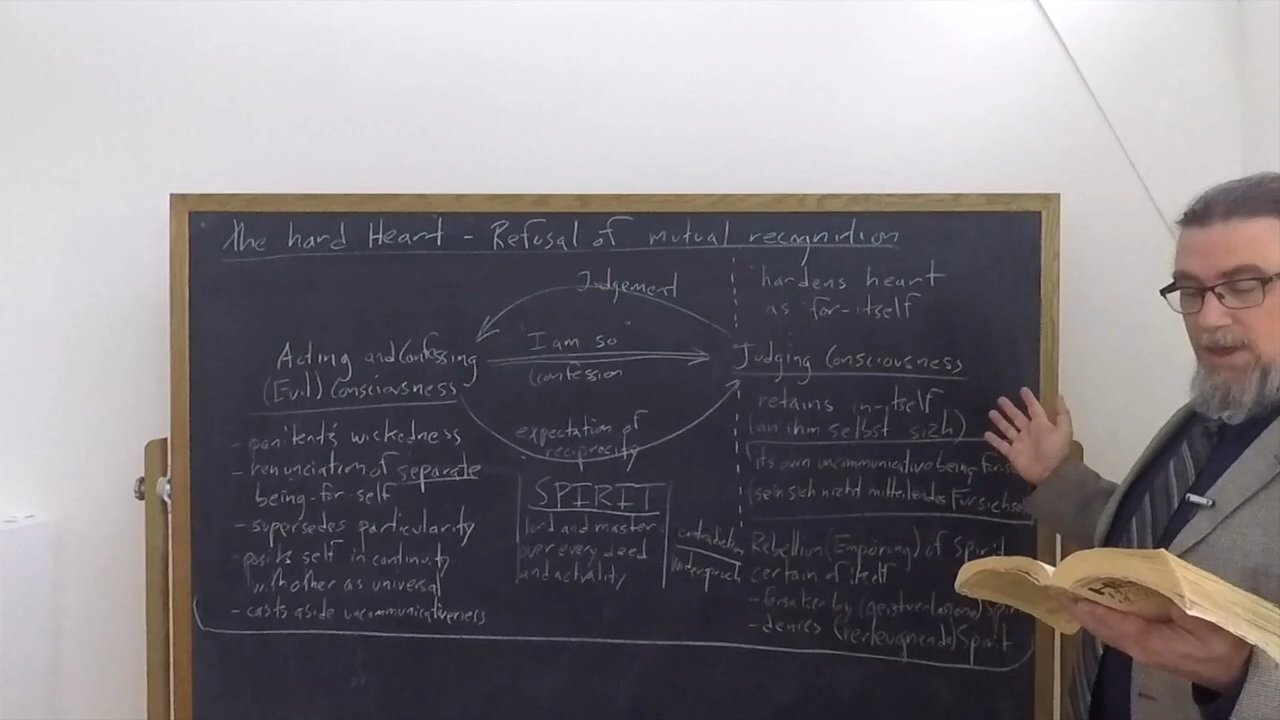 The hard Heart - Refusal of mutual recognition
Judgement
"I am so"
confession
expectation of
reciprocity
Acting and Confessing
(Evil) Consciousness
- penitent's wickedness
- renunciation of separate
being-for-self
- supersedes particularity
- posits self in continuity
with other as universal
- casts aside uncommunicativeness
SPIRIT
lord and master
over every deed
and actuality
contradiction
hardens heart
as for-itself
Judging Consciousness
retains in-itself
(an ihm selbst sich)
its own uncommunicative being-for-s
(sein sich nicht mitteilendes Fürsichse
Rebellion (Empörung) of Spirit
certain of itself
- forsaken by (geistverlassene) Spir
- denies (verleugnende) Spirit